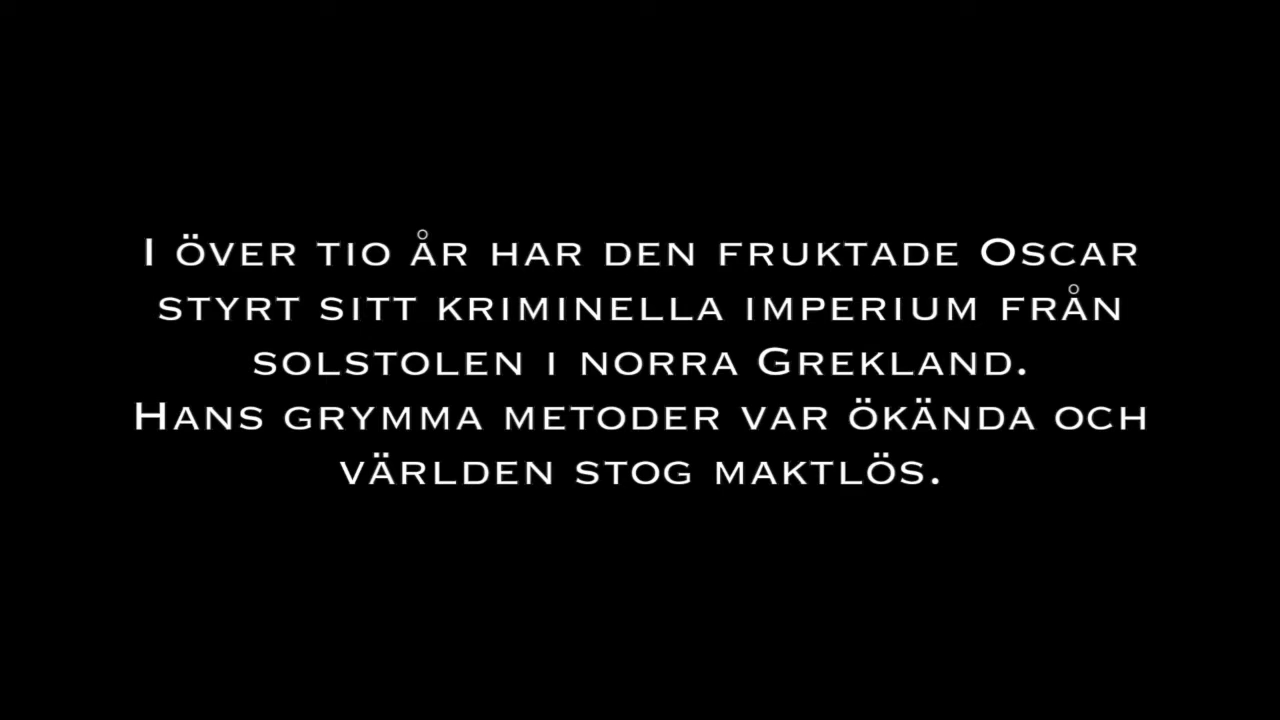 I över tio år har den fruktade Oscar
styrt sitt kriminella imperium från
solstolen i norra Grekland.
Hans grymma metoder var ökända och
världen stog maktlös.